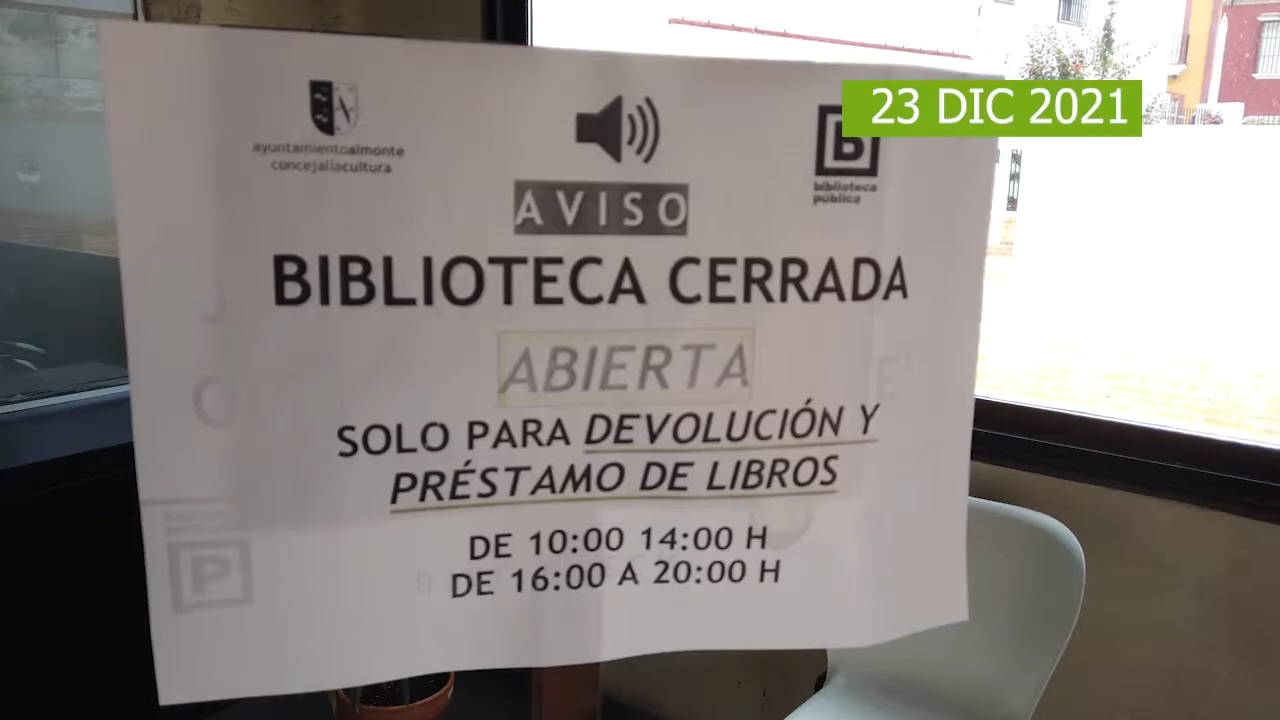 23 DIC 2021
ayuntamientoalmonte
concejalíacultura
B
biblioteca
pública
AVISO
BIBLIOTECA CERRADA
ABIERTA
SOLO PARA DEVOLUCIÓN Y
PRÉSTAMO DE LIBROS
DE 10:00 14:00 H
DE 16:00 A 20:00 H
P